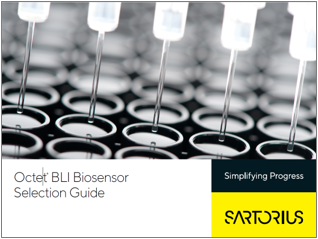 Octet® BLI Biosensor
Selection Guide
Simplifying Progress
SARTORIUS